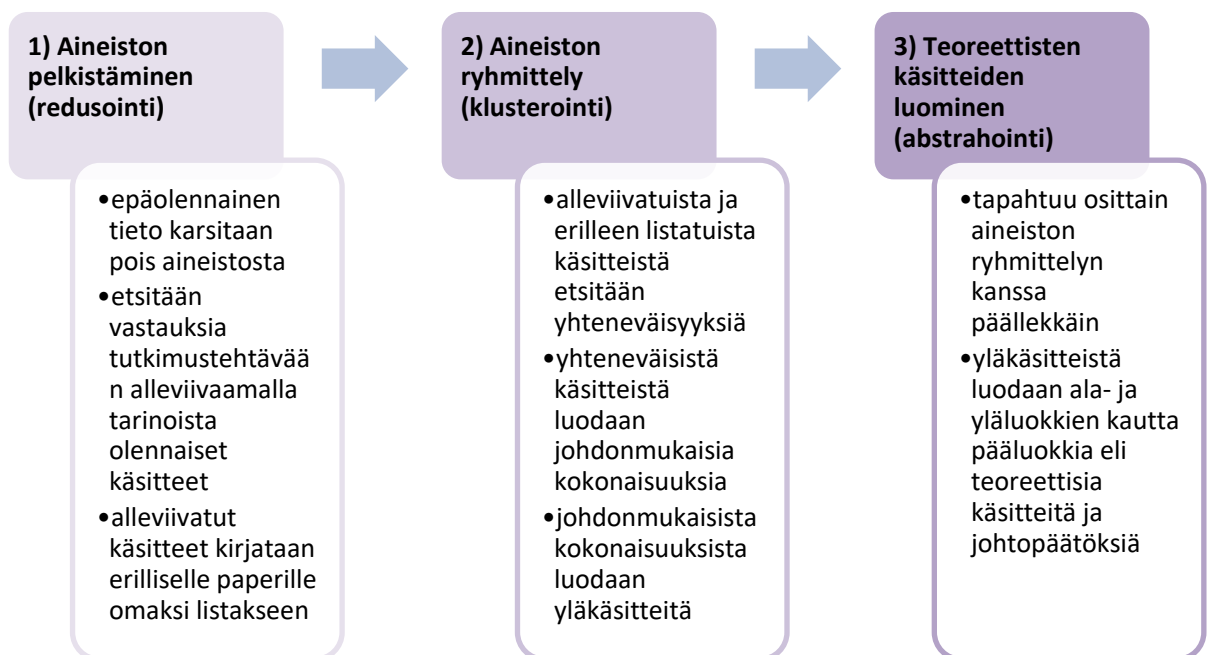 1) Aineiston
pelkistäminen
(redusointi)
•epäolennainen
tieto karsitaan
pois aineistosta
•etsitään
vastauksia
tutkimustehtävää
n alleviivaamalla
tarinoista
olennaiset
käsitteet
•alleviivatut
käsitteet kirjataan
erilliselle paperille
omaksi listakseen
2) Aineiston
ryhmittely
(klusterointi)
•alleviivatuista ja
erilleen listatuista
käsitteistä
etsitään
yhteneväisyyksiä
•yhteneväisistä
käsitteistä
luodaan
johdonmukaisia
kokonaisuuksia
•johdonmukaisista
kokonaisuuksista
luodaan
yläkäsitteitä
3) Teoreettisten
käsitteiden
luominen
(abstrahointi)
•tapahtuu osittain
aineiston
ryhmittelyn
kanssa
päällekkäin
•yläkäsitteistä
luodaan ala- ja
yläluokkien kautta
pääluokkia eli
teoreettisia
käsitteitä ja
johtopäätöksiä